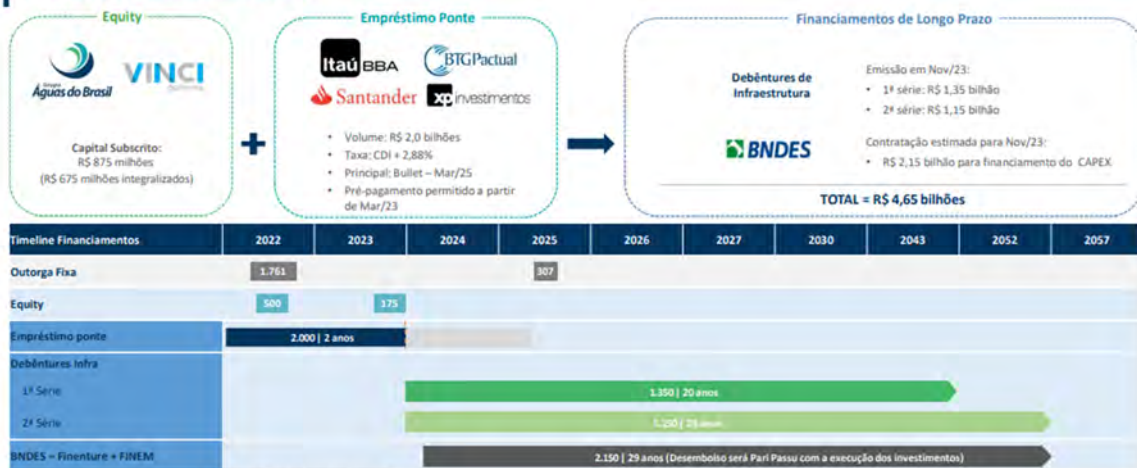 Equity
Grupo
Águas do Brasil
VINCI
Capital Subscrito:
R$ 875 milhões
(R$ 675 milhões integralizados)
Empréstimo Ponte
Itaú BBA
BTGPactual
Santander
xp investimentos
• Volume: R$ 2,0 bilhões
• Taxa: CDI + 2,88%
• Principal: Bullet – Mar/25
• Pré-pagamento permitido a partir
de Mar/23
Financiamentos de Longo Prazo
Debêntures de
Infraestrutura
Emissão em Nov/23:
• 1ª série: R$ 1,35 bilhão
• 2ª série: R$ 1,15 bilhão
BNDES
Contratação estimada para Nov/23:
• R$ 2,15 bilhão para financiamento do CAPEX
TOTAL = R$ 4,65 bilhões
Timeline Financiamentos 2022 2023 2024 2025 2026 2027 2030 2043 2052 2057
Outorga Fixa 1.761 307
Equity 500 175
Empréstimo ponte 2.000 | 2 anos
Debêntures Infra
1ª Série 1.350 | 20 anos
2ª Série anos
BNDES – Finenture + FINEM 2.150 | 29 anos (Desembolso será Pari Passu com a execução dos investimentos)